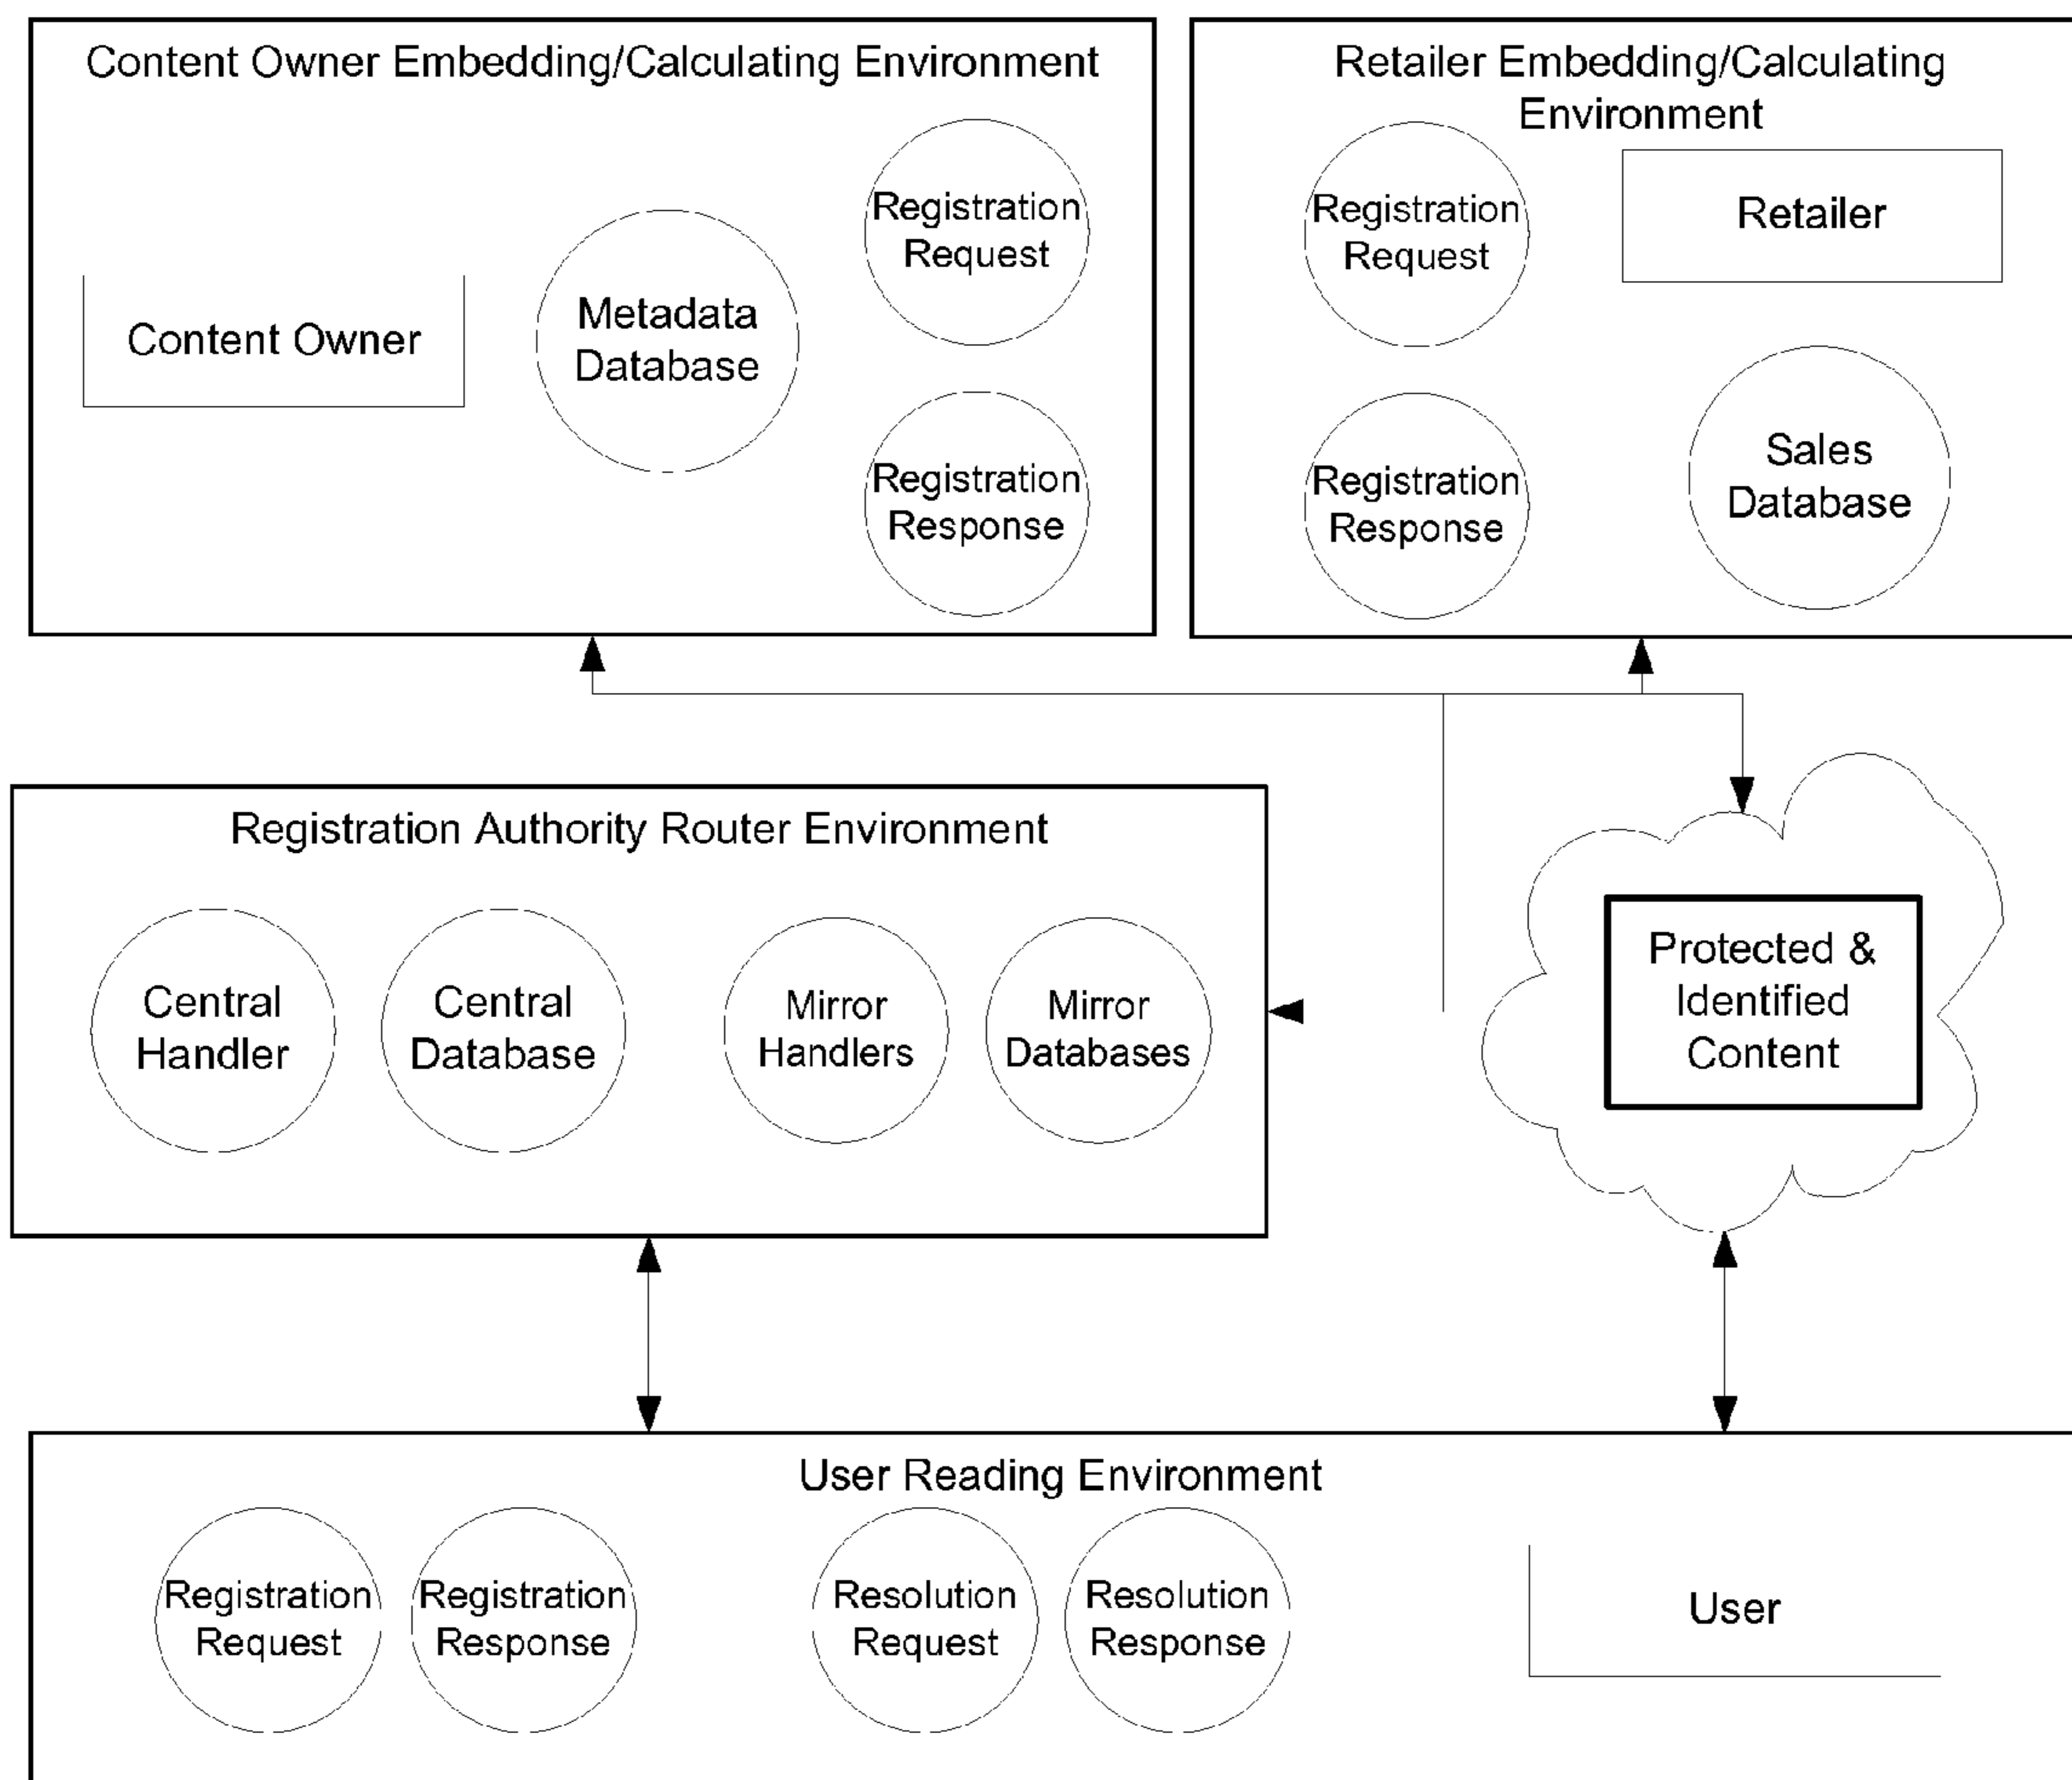 Content Owner Embedding/Calculating Environment
Content Owner
Metadata
Database
Registration
Request
Registration
Response
Retailer Embedding/Calculating
Environment
Registration
Request
Retailer
Registration
Response
Sales
Database
Registration Authority Router Environment
Central
Handler
Central
Database
Mirror
Handlers
Mirror
Databases
Protected &
Identified
Content
User Reading Environment
Registration
Request
Registration
Response
Resolution
Request
Resolution
Response
User